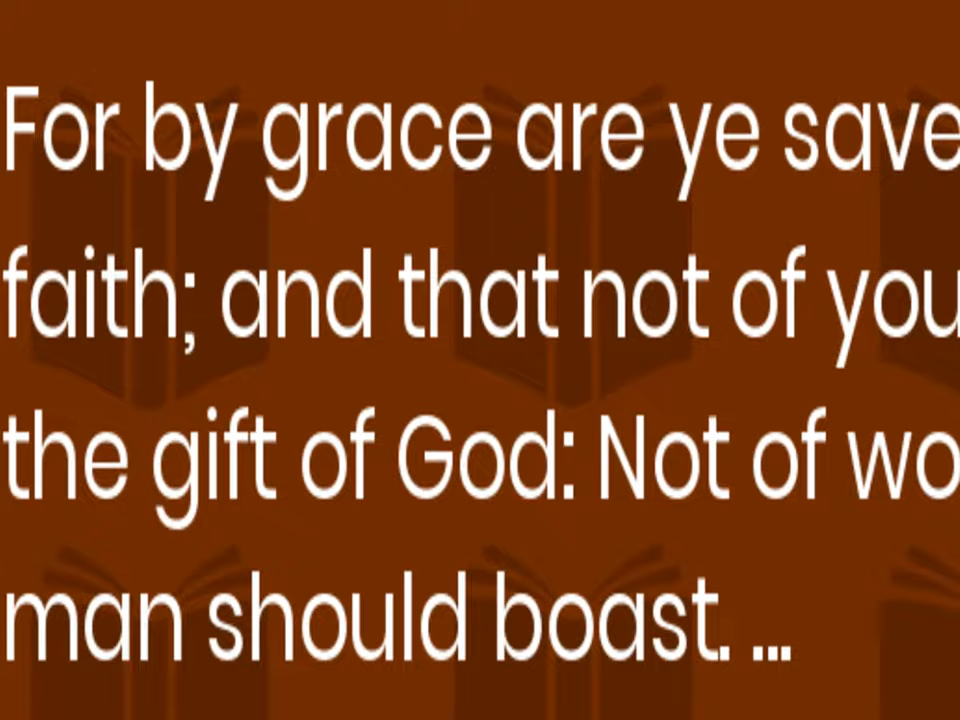 For by grace are ye save
faith; and that not of you
the gift of God: Not of wo
man should boast. ...